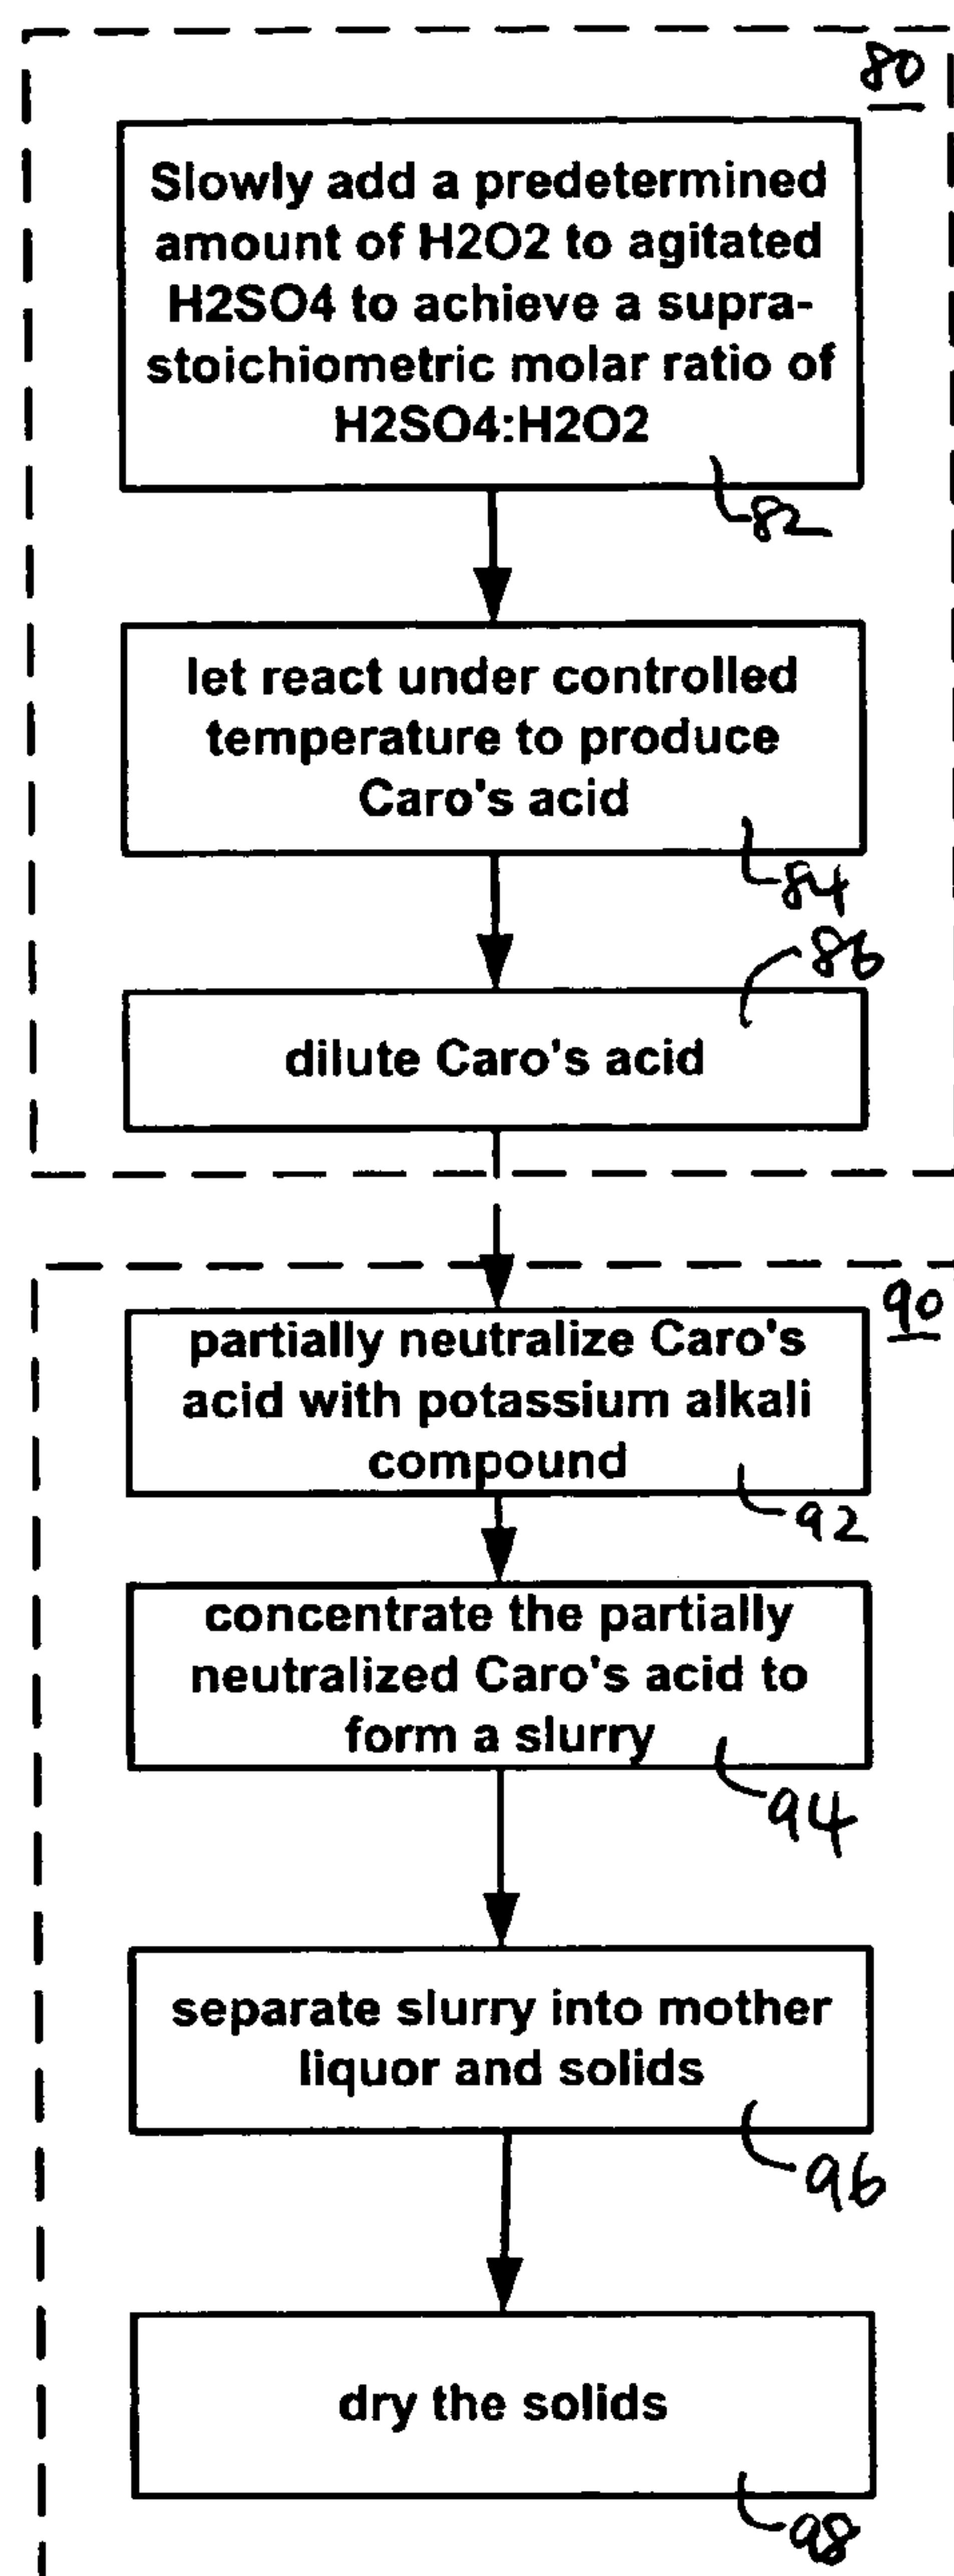 80
Slowly add a predetermined
amount of H2O2 to agitated
H2SO4 to achieve a supra-
stoichiometric molar ratio of
H2SO4:H2O2
82
let react under controlled
temperature to produce
Caro's acid
84
86
dilute Caro's acid
90
partially neutralize Caro's
acid with potassium alkali
compound
92
concentrate the partially
neutralized Caro's acid to
form a slurry
94
separate slurry into mother
liquor and solids
96
dry the solids
98